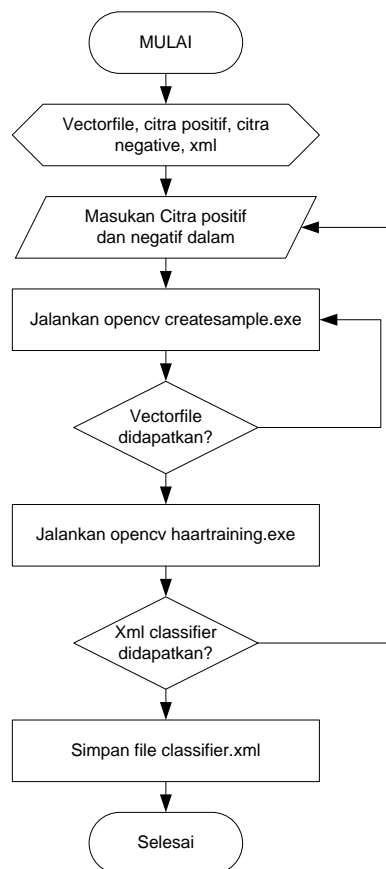 MULAI
Vectorfile, citra positif, citra
negative, xml
Masukan Citra positif
dan negatif dalam
Jalankan opencv createsample.exe
Vectorfile
didapatkan?
Jalankan opencv haartraining.exe
Xml classifier
didapatkan?
Simpan file classifier.xml
Selesai